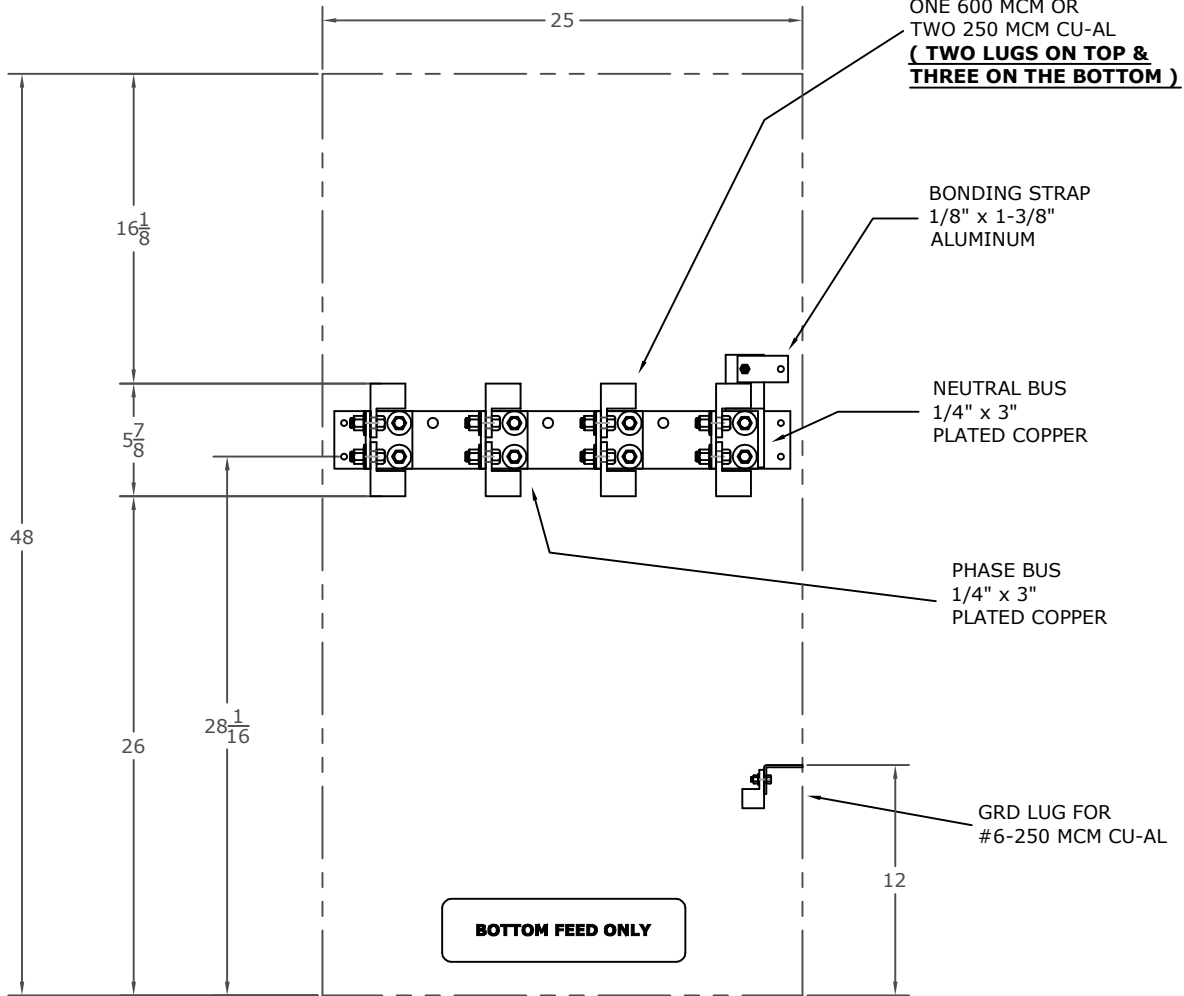 25
ONE 600 MCM OR
TWO 250 MCM CU-AL
( TWO LUGS ON TOP &
THREE ON THE BOTTOM )
BONDING STRAP
1/8" x 1-3/8"
ALUMINUM
16 1/8
NEUTRAL BUS
1/4" x 3"
PLATED COPPER
5 7/8
48
PHASE BUS
1/4" x 3"
PLATED COPPER
28 1/16
26
GRD LUG FOR
#6-250 MCM CU-AL
12
BOTTOM FEED ONLY